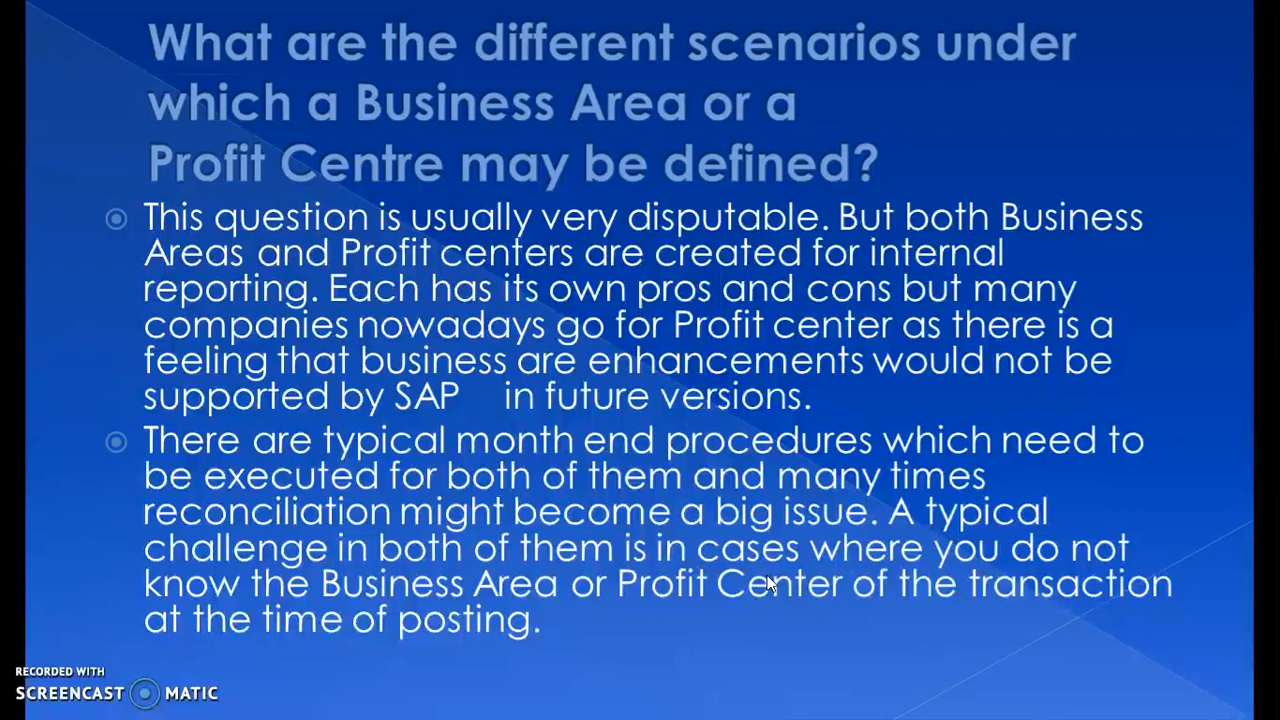 What are the different scenarios under
which a Business Area or a
Profit Centre may be defined?
This question is usually very disputable. But both Business
Areas and Profit centers are created for internal
reporting. Each has its own pros and cons but many
companies nowadays go for Profit center as there is a
feeling that business are enhancements would not be
supported by SAP in future versions.
There are typical month end procedures which need to
be executed for both of them and many times
reconciliation might become a big issue. A typical
challenge in both of them is in cases where you do not
know the Business Area or Profit Center of the transaction
at the time of posting.
RECORDED WITH
SCREENCAST MATIC